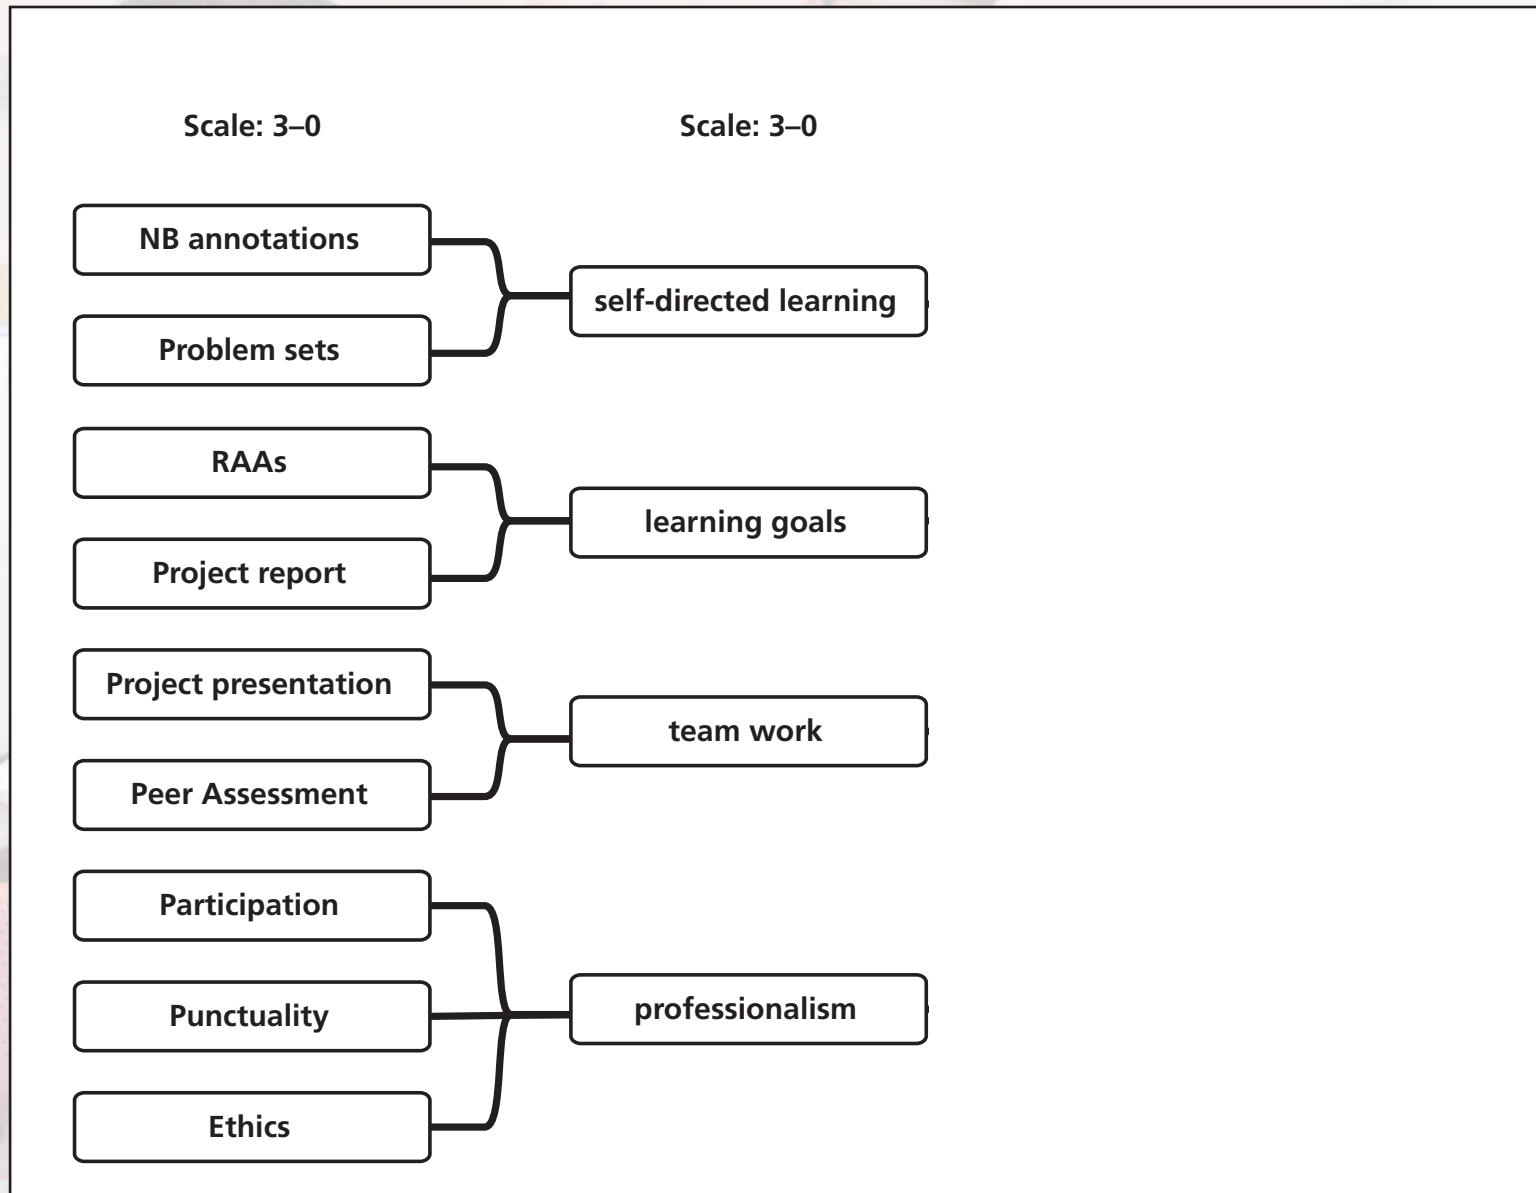 Scale: 3–0
Scale: 3–0
NB annotations
Problem sets
self-directed learning
RAAs
Project report
learning goals
Project presentation
Peer Assessment
team work
Participation
Punctuality
Ethics
professionalism